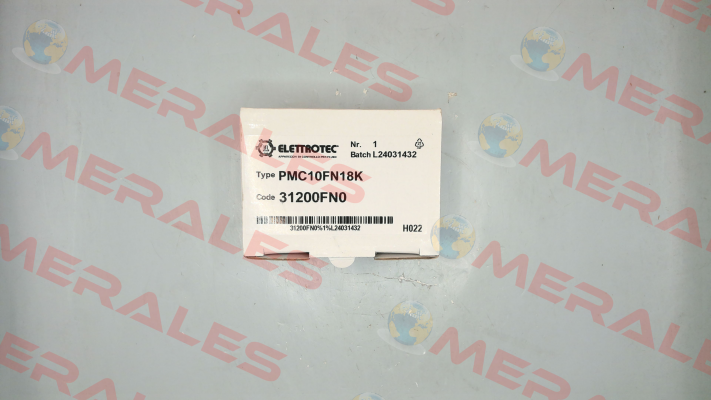 MERALES
ELETTROTEC
Nr. 1
Batch L24031432
Type PMC10FN18K
Code 31200FN0
31200FN0%1%L24031432
H022